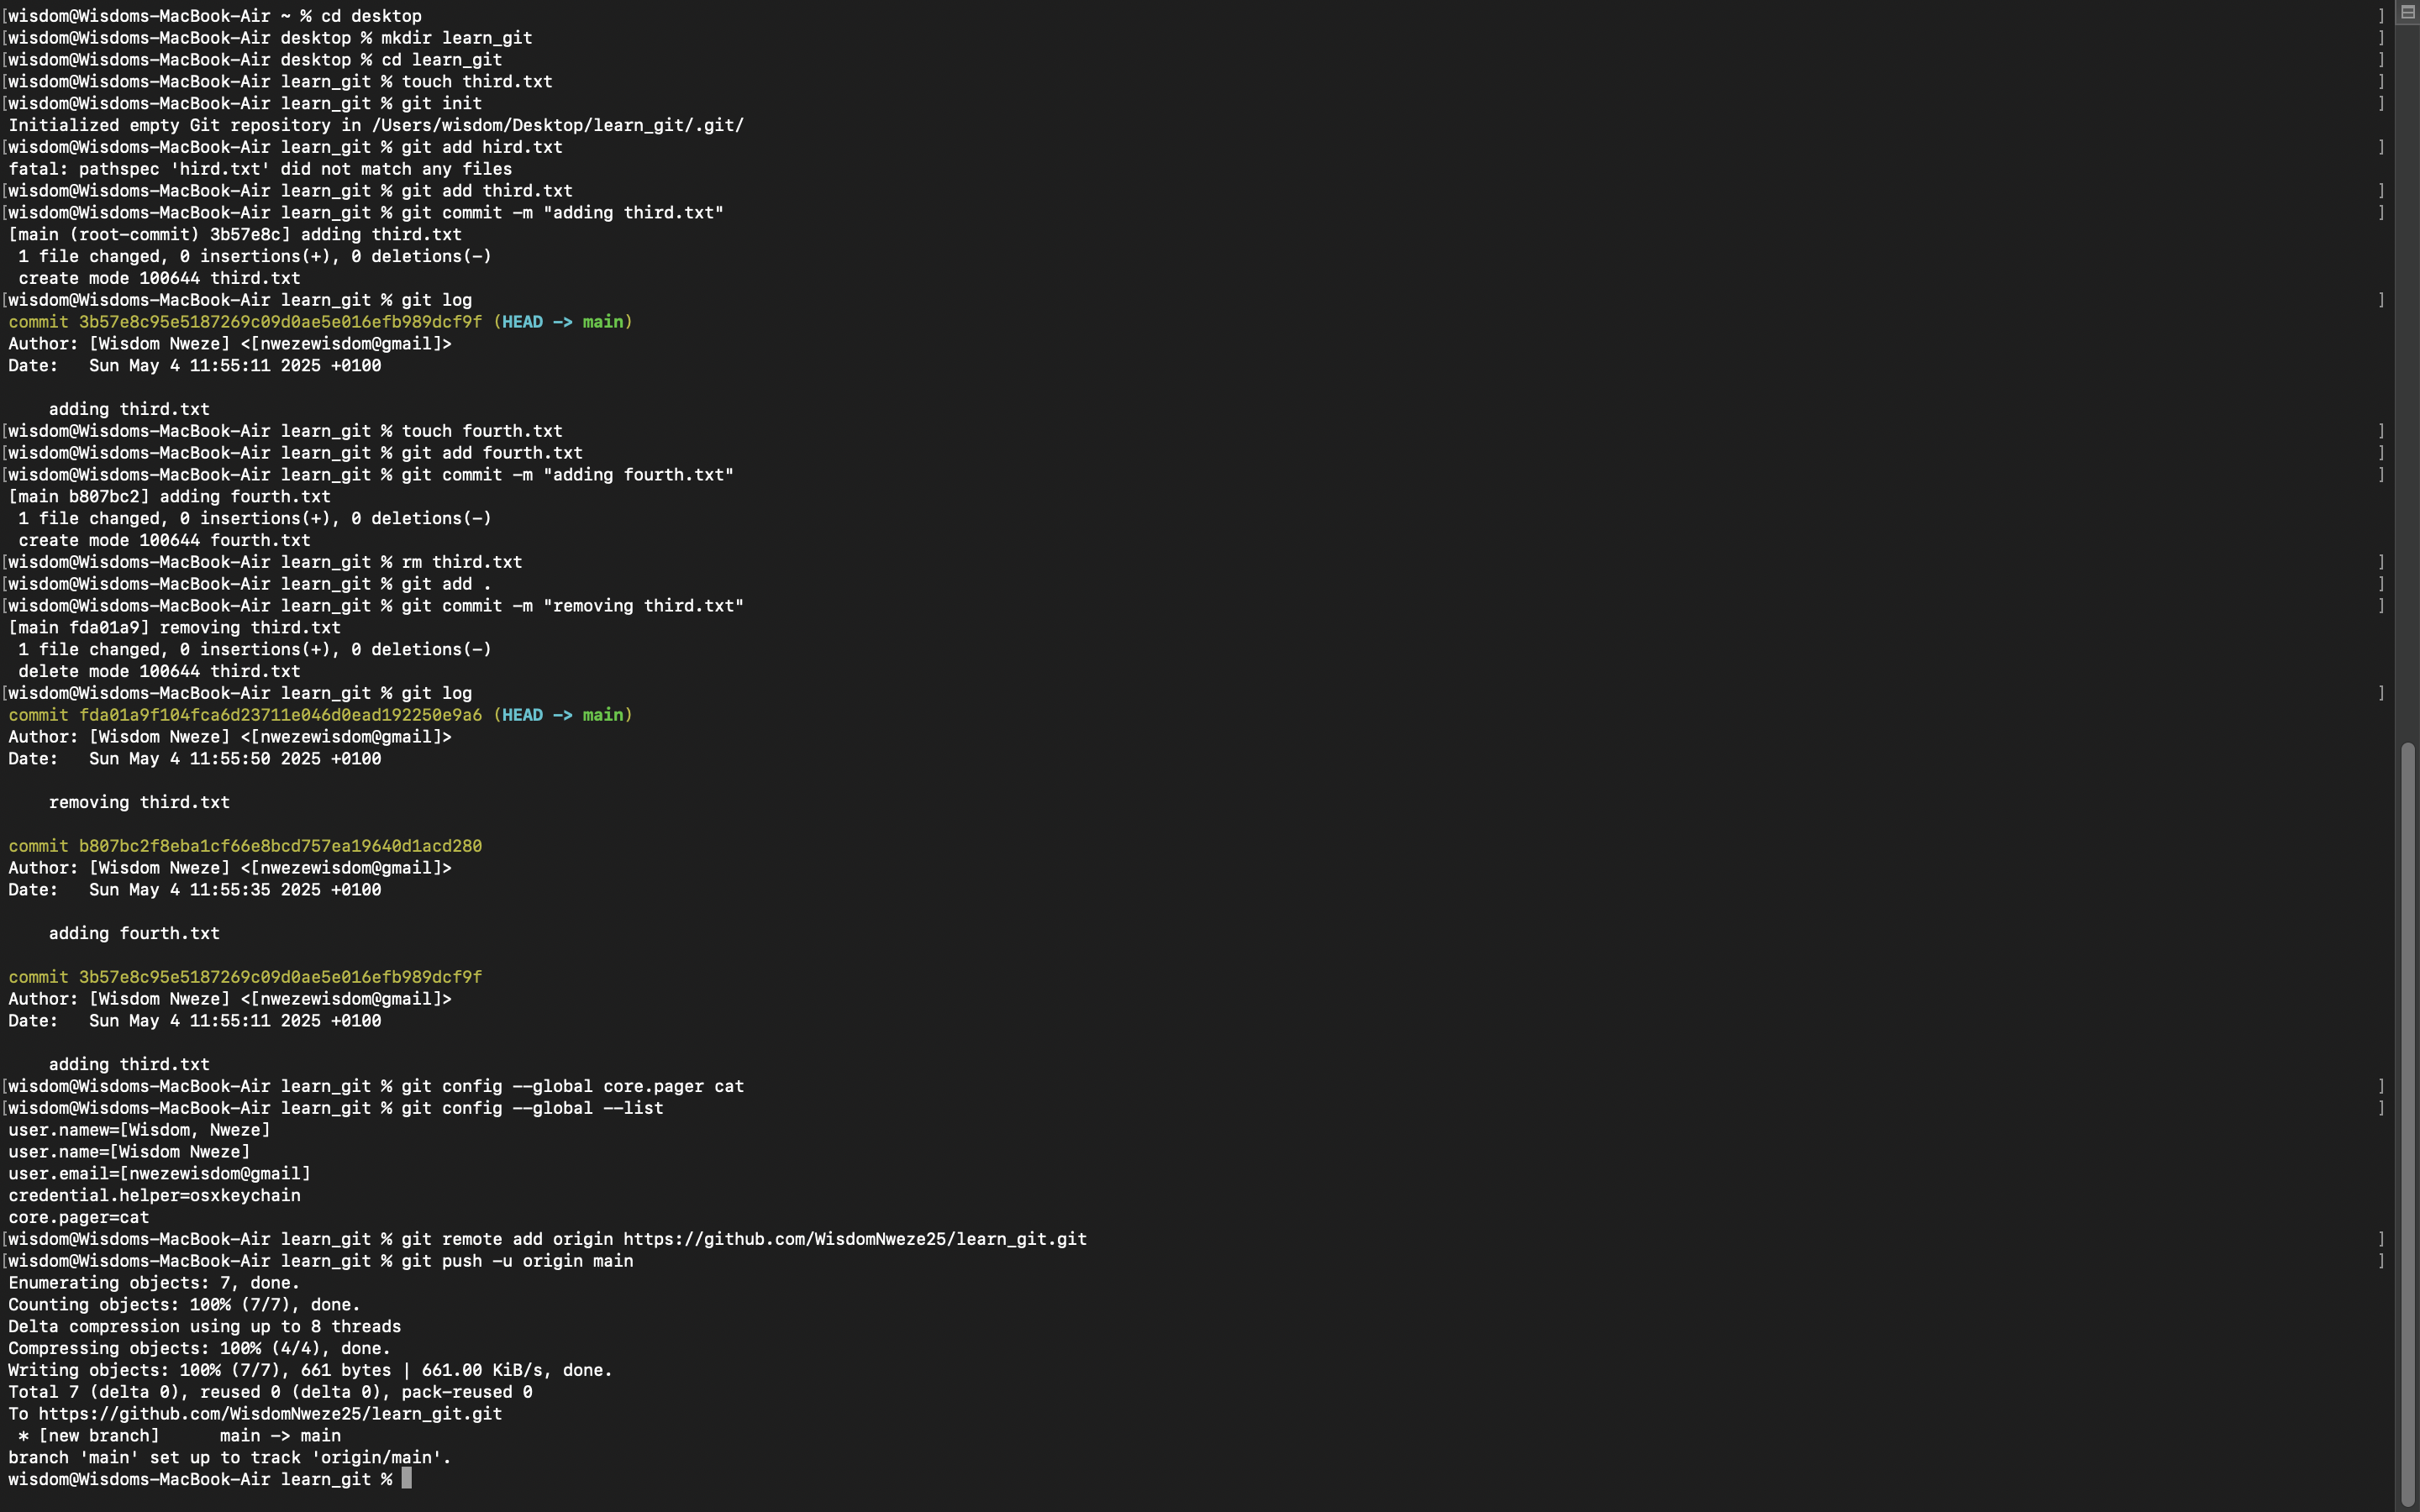 [wisdom@Wisdoms-MacBook-Air ~ % cd desktop ]
[wisdom@Wisdoms-MacBook-Air desktop % mkdir learn_git ]
[wisdom@Wisdoms-MacBook-Air desktop % cd learn_git ]
[wisdom@Wisdoms-MacBook-Air learn_git % touch third.txt ]
[wisdom@Wisdoms-MacBook-Air learn_git % git init ]
Initialized empty Git repository in /Users/wisdom/Desktop/learn_git/.git/
[wisdom@Wisdoms-MacBook-Air learn_git % git add hird.txt ]
fatal: pathspec 'hird.txt' did not match any files
[wisdom@Wisdoms-MacBook-Air learn_git % git add third.txt ]
[wisdom@Wisdoms-MacBook-Air learn_git % git commit -m "adding third.txt" ]
[main (root-commit) 3b57e8c] adding third.txt
 1 file changed, 0 insertions(+), 0 deletions(-)
 create mode 100644 third.txt
[wisdom@Wisdoms-MacBook-Air learn_git % git log ]
commit 3b57e8c95e5187269c09d0ae5e016efb989dcf9f (HEAD -> main)
Author: [Wisdom Nweze] <[nwezewisdom@gmail]>
Date:   Sun May 4 11:55:11 2025 +0100

    adding third.txt
[wisdom@Wisdoms-MacBook-Air learn_git % touch fourth.txt ]
[wisdom@Wisdoms-MacBook-Air learn_git % git add fourth.txt ]
[wisdom@Wisdoms-MacBook-Air learn_git % git commit -m "adding fourth.txt" ]
[main b807bc2] adding fourth.txt
 1 file changed, 0 insertions(+), 0 deletions(-)
 create mode 100644 fourth.txt
[wisdom@Wisdoms-MacBook-Air learn_git % rm third.txt ]
[wisdom@Wisdoms-MacBook-Air learn_git % git add . ]
[wisdom@Wisdoms-MacBook-Air learn_git % git commit -m "removing third.txt" ]
[main fda01a9] removing third.txt
 1 file changed, 0 insertions(+), 0 deletions(-)
 delete mode 100644 third.txt
[wisdom@Wisdoms-MacBook-Air learn_git % git log ]
commit fda01a9f104fca6d23711e046d0ead192250e9a6 (HEAD -> main)
Author: [Wisdom Nweze] <[nwezewisdom@gmail]>
Date:   Sun May 4 11:55:50 2025 +0100

    removing third.txt

commit b807bc2f8eba1cf66e8bcd757ea19640d1acd280
Author: [Wisdom Nweze] <[nwezewisdom@gmail]>
Date:   Sun May 4 11:55:35 2025 +0100

    adding fourth.txt

commit 3b57e8c95e5187269c09d0ae5e016efb989dcf9f
Author: [Wisdom Nweze] <[nwezewisdom@gmail]>
Date:   Sun May 4 11:55:11 2025 +0100

    adding third.txt
[wisdom@Wisdoms-MacBook-Air learn_git % git config --global core.pager cat ]
[wisdom@Wisdoms-MacBook-Air learn_git % git config --global --list ]
user.namew=[Wisdom, Nweze]
user.name=[Wisdom Nweze]
user.email=[nwezewisdom@gmail]
credential.helper=osxkeychain
core.pager=cat
[wisdom@Wisdoms-MacBook-Air learn_git % git remote add origin https://github.com/WisdomNweze25/learn_git.git ]
[wisdom@Wisdoms-MacBook-Air learn_git % git push -u origin main ]
Enumerating objects: 7, done.
Counting objects: 100% (7/7), done.
Delta compression using up to 8 threads
Compressing objects: 100% (4/4), done.
Writing objects: 100% (7/7), 661 bytes | 661.00 KiB/s, done.
Total 7 (delta 0), reused 0 (delta 0), pack-reused 0
To https://github.com/WisdomNweze25/learn_git.git
 * [new branch]      main -> main
branch 'main' set up to track 'origin/main'.
wisdom@Wisdoms-MacBook-Air learn_git %